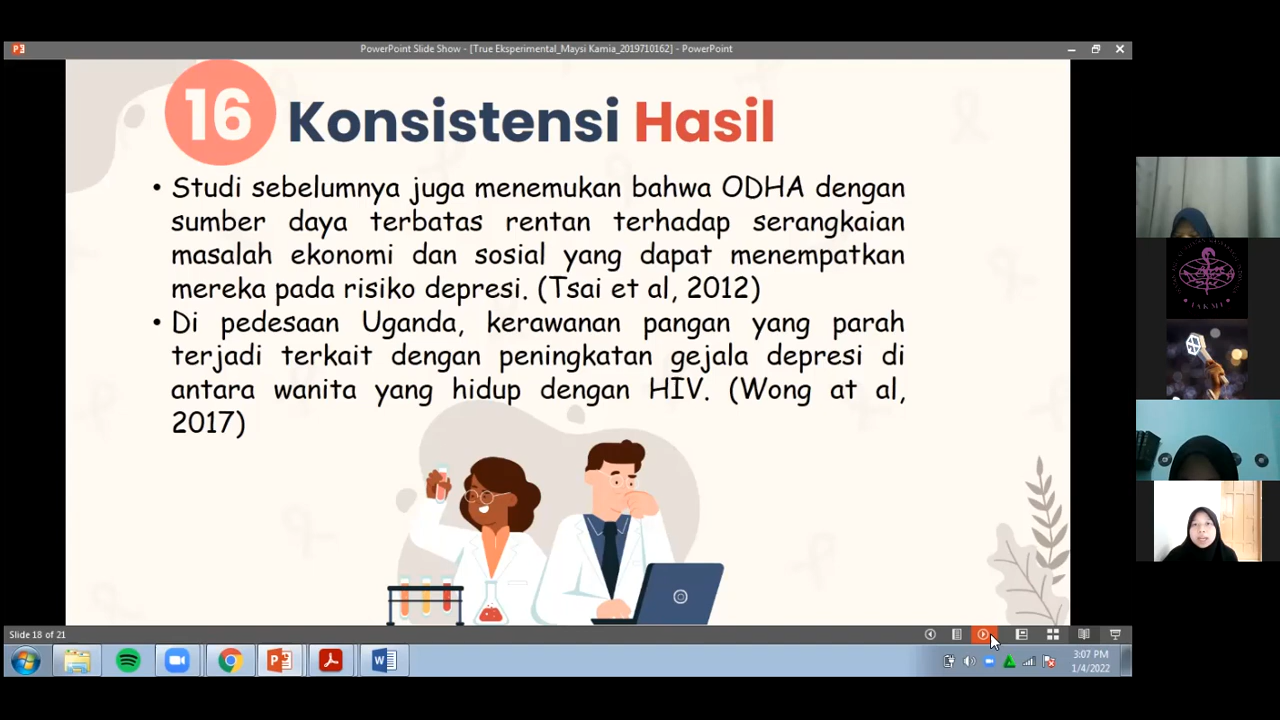 PowerPoint Slide Show - [True Eksperimental_Maysi Kamia_2019710162] - PowerPoint
16 Konsistensi Hasil
• Studi sebelumnya juga menemukan bahwa ODHA dengan
sumber daya terbatas rentan terhadap serangkaian
masalah ekonomi dan sosial yang dapat menempatkan
mereka pada risiko depresi. (Tsai et al, 2012)
• Di pedesaan Uganda, kerawanan pangan yang parah
terjadi terkait dengan peningkatan gejala depresi di
antara wanita yang hidup dengan HIV. (Wong at al,
2017)
IAKMI
Slide 18 of 21
3:07 PM
1/4/2022